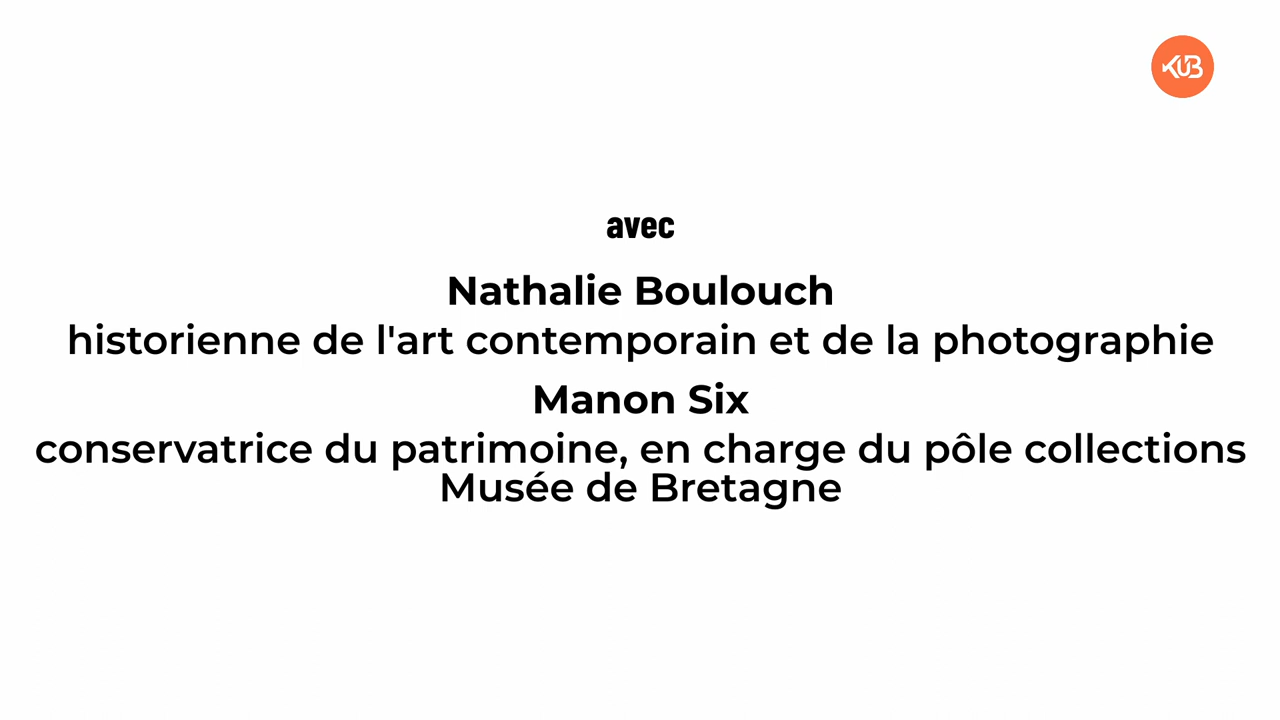 KUB
avec
Nathalie Boulouch
historienne de l'art contemporain et de la photographie
Manon Six
conservatrice du patrimoine, en charge du pôle collections
Musée de Bretagne